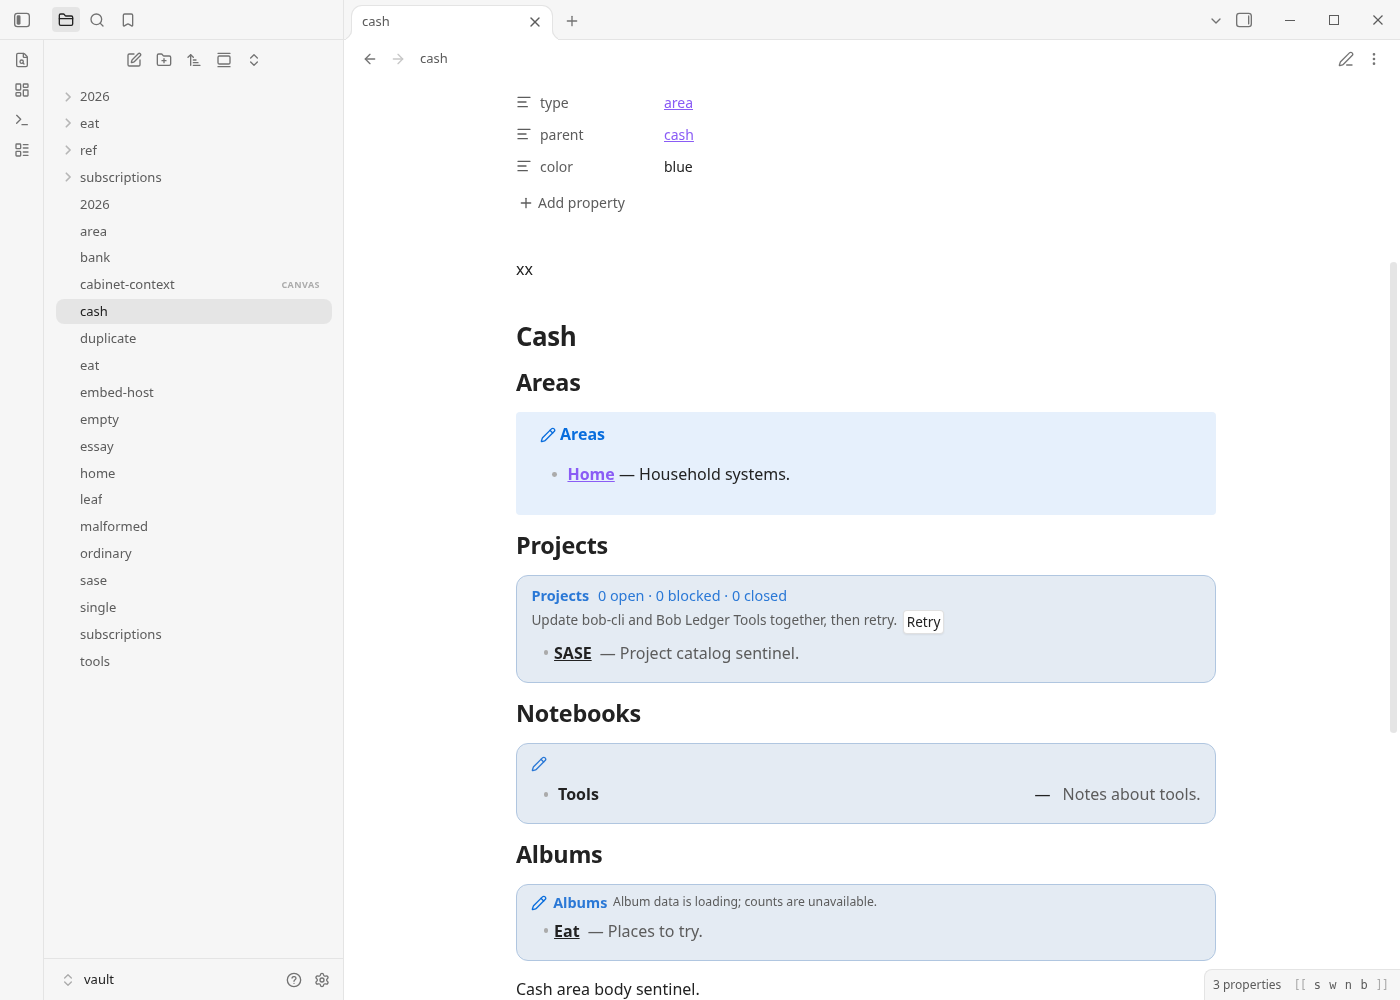 cash
cash
2026
eat
ref
subscriptions
2026
area
bank
cabinet-context CANVAS
cash
duplicate
eat
embed-host
empty
essay
home
leaf
malformed
ordinary
sase
single
subscriptions
tools
vault
type area
parent cash
color blue
Add property
xx
Cash
Areas
Areas
Home — Household systems.
Projects
Projects 0 open · 0 blocked · 0 closed
Update bob-cli and Bob Ledger Tools together, then retry. Retry
SASE — Project catalog sentinel.
Notebooks
Tools — Notes about tools.
Albums
Albums Album data is loading; counts are unavailable.
Eat — Places to try.
Cash area body sentinel.
3 properties [[ s w n b ]]